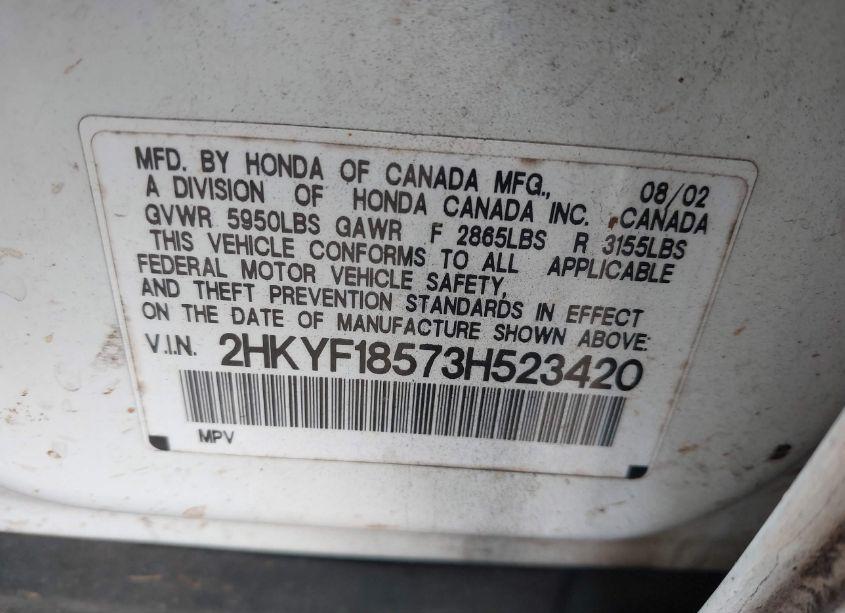 MFD. BY HONDA OF CANADA MFG., 08/02
A DIVISION OF HONDA CANADA INC. CANADA
GVWR 5950LBS GAWR F 2865LBS R 3155LBS
THIS VEHICLE CONFORMS TO ALL APPLICABLE
FEDERAL MOTOR VEHICLE SAFETY,
AND THEFT PREVENTION STANDARDS IN EFFECT
ON THE DATE OF MANUFACTURE SHOWN ABOVE.
V.I.N. 2HKYF18573H523420
MPV